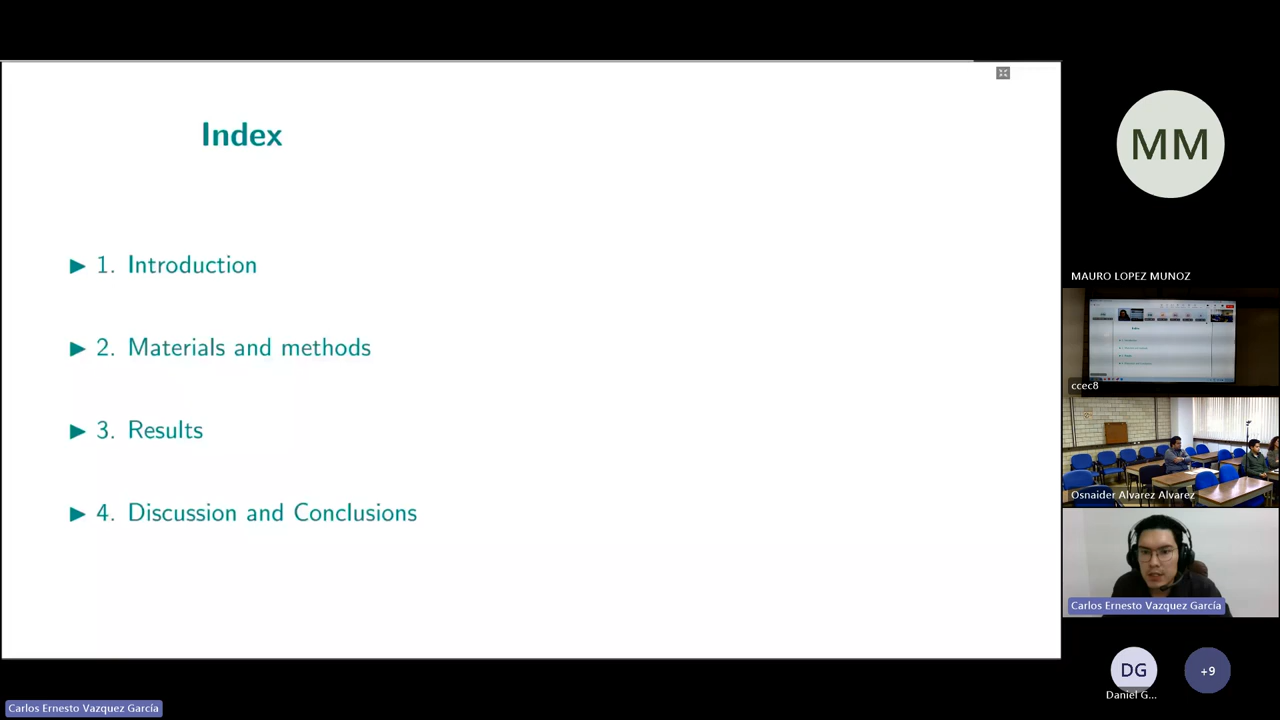 Index
▶ 1. Introduction
▶ 2. Materials and methods
▶ 3. Results
▶ 4. Discussion and Conclusions
MM
MAURO LOPEZ MUNOZ
ccec8
Osnaider Alvarez Alvarez
Carlos Ernesto Vazquez García
DG
+9
Daniel G...
Carlos Ernesto Vazquez García